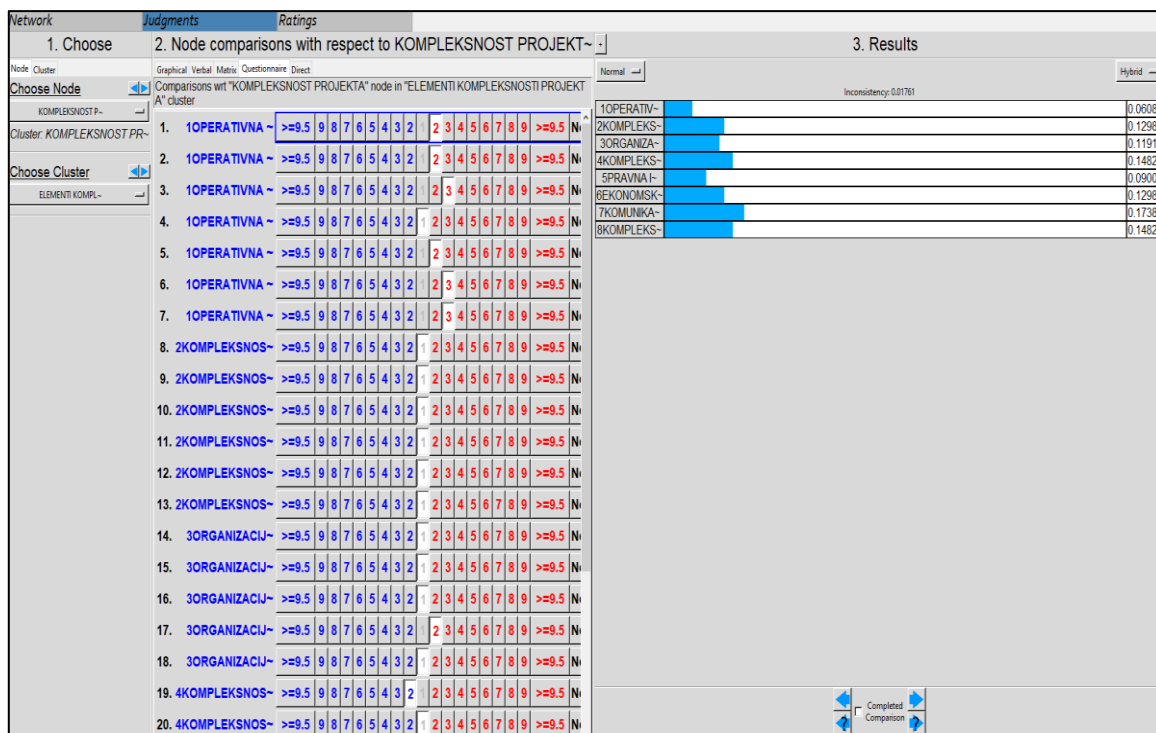 Network Judgments Ratings
1. Choose
Node Cluster
Choose Node
KOMPLEKSNOST P~
Cluster: KOMPLEKSNOST PR~
Choose Cluster
ELEMENTI KOMPL~
2. Node comparisons with respect to KOMPLEKSNOST PROJEKT~ +
Graphical Verbal Matrix Questionnaire Direct
Comparisons wrt "KOMPLEKSNOST PROJEKTA" node in "ELEMENTI KOMPLEKSNOSTI PROJEKT
A" cluster
1. 1OPERATIVNA ~ >=9.5 9 8 7 6 5 4 3 2 1 2 3 4 5 6 7 8 9 >=9.5
2. 1OPERATIVNA ~ >=9.5 9 8 7 6 5 4 3 2 1 2 3 4 5 6 7 8 9 >=9.5
3. 1OPERATIVNA ~ >=9.5 9 8 7 6 5 4 3 2 1 2 3 4 5 6 7 8 9 >=9.5
4. 1OPERATIVNA ~ >=9.5 9 8 7 6 5 4 3 2 1 2 3 4 5 6 7 8 9 >=9.5
5. 1OPERATIVNA ~ >=9.5 9 8 7 6 5 4 3 2 1 2 3 4 5 6 7 8 9 >=9.5
6. 1OPERATIVNA ~ >=9.5 9 8 7 6 5 4 3 2 1 2 3 4 5 6 7 8 9 >=9.5
7. 1OPERATIVNA ~ >=9.5 9 8 7 6 5 4 3 2 1 2 3 4 5 6 7 8 9 >=9.5
8. 2KOMPLEKSNOS~ >=9.5 9 8 7 6 5 4 3 2 1 2 3 4 5 6 7 8 9 >=9.5
9. 2KOMPLEKSNOS~ >=9.5 9 8 7 6 5 4 3 2 1 2 3 4 5 6 7 8 9 >=9.5
10. 2KOMPLEKSNOS~ >=9.5 9 8 7 6 5 4 3 2 1 2 3 4 5 6 7 8 9 >=9.5
11. 2KOMPLEKSNOS~ >=9.5 9 8 7 6 5 4 3 2 1 2 3 4 5 6 7 8 9 >=9.5
12. 2KOMPLEKSNOS~ >=9.5 9 8 7 6 5 4 3 2 1 2 3 4 5 6 7 8 9 >=9.5
13. 2KOMPLEKSNOS~ >=9.5 9 8 7 6 5 4 3 2 1 2 3 4 5 6 7 8 9 >=9.5
14. 3ORGANIZACIJ~ >=9.5 9 8 7 6 5 4 3 2 1 2 3 4 5 6 7 8 9 >=9.5
15. 3ORGANIZACIJ~ >=9.5 9 8 7 6 5 4 3 2 1 2 3 4 5 6 7 8 9 >=9.5
16. 3ORGANIZACIJ~ >=9.5 9 8 7 6 5 4 3 2 1 2 3 4 5 6 7 8 9 >=9.5
17. 3ORGANIZACIJ~ >=9.5 9 8 7 6 5 4 3 2 1 2 3 4 5 6 7 8 9 >=9.5
18. 3ORGANIZACIJ~ >=9.5 9 8 7 6 5 4 3 2 1 2 3 4 5 6 7 8 9 >=9.5
19. 4KOMPLEKSNOS~ >=9.5 9 8 7 6 5 4 3 2 1 2 3 4 5 6 7 8 9 >=9.5
20. 4KOMPLEKSNOS~ >=9.5 9 8 7 6 5 4 3 2 1 2 3 4 5 6 7 8 9 >=9.5
3. Results
Normal Hybrid
Inconsistency: 0.01761
1OPERATIV~ 0.0608
2KOMPLEKS~ 0.1298
3ORGANIZA~ 0.1191
4KOMPLEKS~ 0.1482
5PRAVNA I~ 0.0900
6EKONOMSK~ 0.1298
7KOMUNIKA~ 0.1738
8KOMPLEKS~ 0.1482
Completed
Comparison
? ?